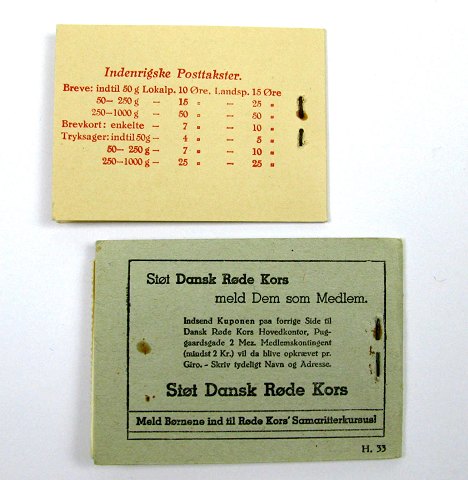 Indenrigske Posttakster.
Breve: indtil 50 g Lokalp. 10 Øre. Landsp. 15 Øre
50— 250 g — 15 " — 25 "
250—1000 g — 50 " — 50 "
Brevkort: enkelte — 7 " — 10 "
Tryksager: indtil 50g — 4 " — 5 "
50— 250 g — 7 " — 10 "
250—1000 g — 25 " — 25 "
Støt Dansk Røde Kors
meld Dem som Medlem.
Indsend Kuponen paa forrige Side til
Dansk Røde Kors Hovedkontor, Pug-
gaardsgade 2 Mez. Medlemskontingent
(mindst 2 Kr.) vil da blive opkrævet pr.
Giro. - Skriv tydeligt Navn og Adresse.
Støt Dansk Røde Kors
Meld Børnene ind til Røde Kors' Samariterkursus!
H. 33